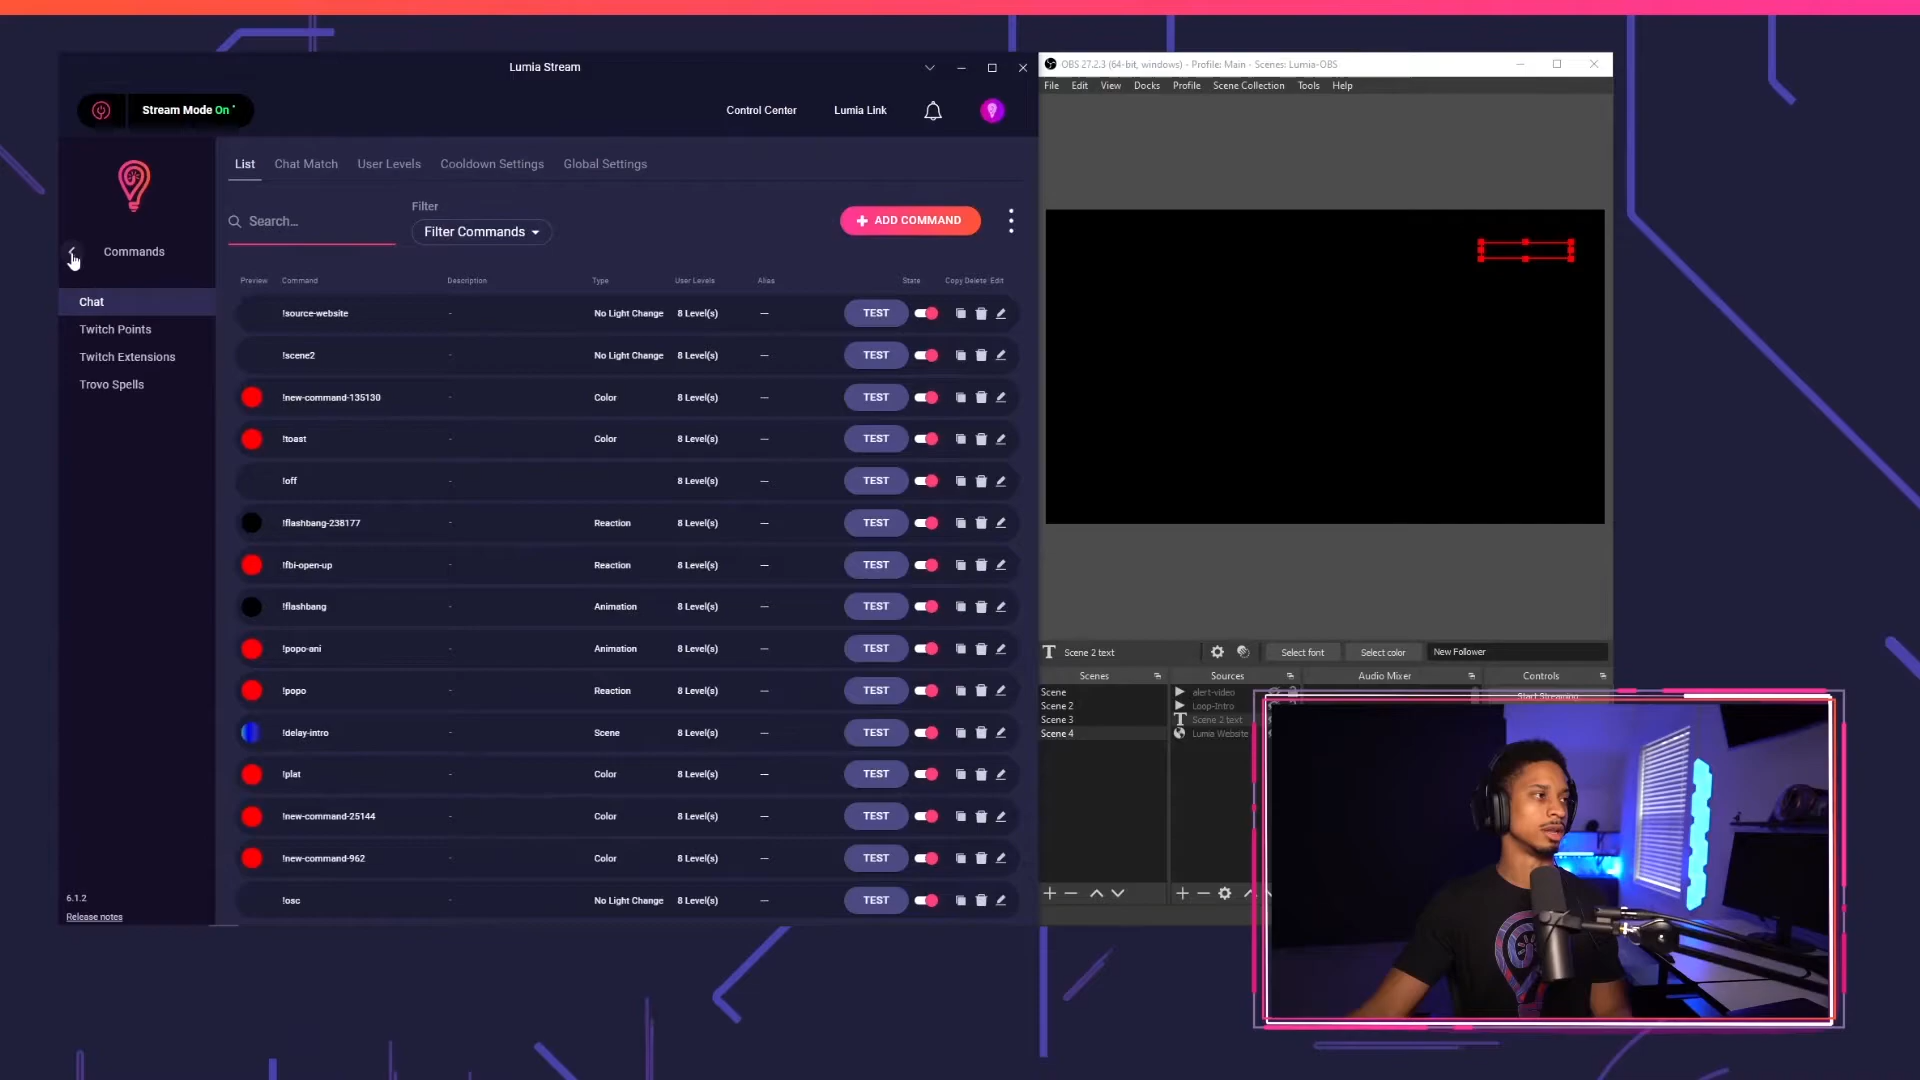 Lumia Stream
Stream Mode On
Control Center
Lumia Link
List
Chat Match
User Levels
Cooldown Settings
Global Settings
Search...
Filter
Filter Commands
ADD COMMAND
Commands
Chat
Twitch Points
Twitch Extensions
Trovo Spells
6.1.2
Release notes
Preview Command Description Type User Levels Alias State Copy Delete Edit
!source-website - No Light Change 8 Level(s) — TEST
!scene2 - No Light Change 8 Level(s) — TEST
!new-command-135130 - Color 8 Level(s) — TEST
!toast - Color 8 Level(s) — TEST
!off - 8 Level(s) — TEST
!flashbang-238177 - Reaction 8 Level(s) — TEST
!fbi-open-up - Reaction 8 Level(s) — TEST
!flashbang - Animation 8 Level(s) — TEST
!popo-ani - Animation 8 Level(s) — TEST
!popo - Reaction 8 Level(s) — TEST
!delay-intro - Scene 8 Level(s) — TEST
!plat - Color 8 Level(s) — TEST
!new-command-25144 - Color 8 Level(s) — TEST
!new-command-962 - Color 8 Level(s) — TEST
!osc - No Light Change 8 Level(s) — TEST
OBS 27.2.3 (64-bit, windows) - Profile: Main - Scenes: Lumia-OBS
File Edit View Docks Profile Scene Collection Tools Help
Scene 2 text
Select font
Select color
New Follower
Scenes
Sources
Audio Mixer
Controls
Scene
Scene 2
Scene 3
Scene 4
alert-video
Loop-Intro
Scene 2 text
Lumia Website
Start Streaming